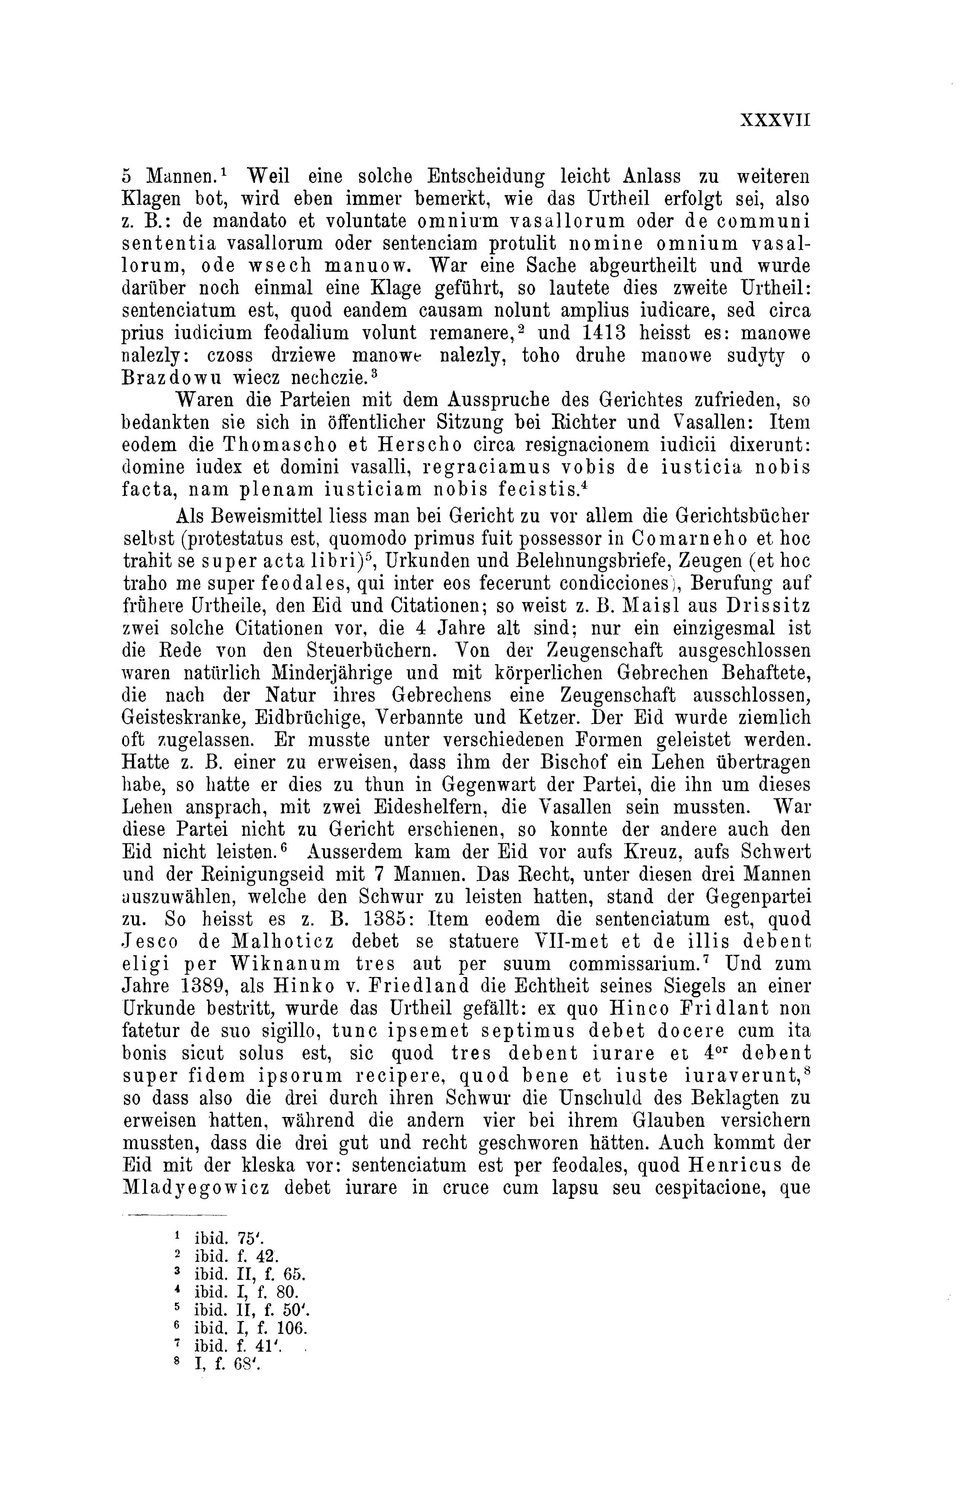 XXXVII
5 Mannen.¹ Weil eine solche Entscheidung leicht Anlass zu weiteren
Klagen bot, wird eben immer bemerkt, wie das Urtheil erfolgt sei, also
z. B.: de mandato et voluntate omnium vasallorum oder de communi
sententia vasallorum oder sentenciam protulit nomine omnium vasal-
lorum, ode wsech manuow. War eine Sache abgeurtheilt und wurde
darüber noch einmal eine Klage geführt, so lautete dies zweite Urtheil:
sentenciatum est, quod eandem causam nolunt amplius iudicare, sed circa
prius iudicium feodalium volunt remanere,² und 1413 heisst es: manowe
nalezly: czoss drziewe manowe nalezly, toho druhe manowe sudyty o
Brazdowu wiecz nechczie.³
Waren die Parteien mit dem Ausspruche des Gerichtes zufrieden, so
bedankten sie sich in öffentlicher Sitzung bei Richter und Vasallen: Item
eodem die Thomascho et Herscho circa resignacionem iudicii dixerunt:
domine iudex et domini vasalli, regraciamus vobis de iusticia nobis
facta, nam plenam iusticiam nobis fecistis.⁴
Als Beweismittel liess man bei Gericht zu vor allem die Gerichtsbücher
selbst (protestatus est, quomodo primus fuit possessor in Comarneho et hoc
trahit se super acta libri)⁵, Urkunden und Belehnungsbriefe, Zeugen (et hoc
traho me super feodales, qui inter eos fecerunt condicciones), Berufung auf
frühere Urtheile, den Eid und Citationen; so weist z. B. Maisl aus Drissitz
zwei solche Citationen vor, die 4 Jahre alt sind; nur ein einzigesmal ist
die Rede von den Steuerbüchern. Von der Zeugenschaft ausgeschlossen
waren natürlich Minderjährige und mit körperlichen Gebrechen Behaftete,
die nach der Natur ihres Gebrechens eine Zeugenschaft ausschlossen,
Geisteskranke, Eidbrüchige, Verbannte und Ketzer. Der Eid wurde ziemlich
oft zugelassen. Er musste unter verschiedenen Formen geleistet werden.
Hatte z. B. einer zu erweisen, dass ihm der Bischof ein Lehen übertragen
habe, so hatte er dies zu thun in Gegenwart der Partei, die ihn um dieses
Lehen ansprach, mit zwei Eideshelfern, die Vasallen sein mussten. War
diese Partei nicht zu Gericht erschienen, so konnte der andere auch den
Eid nicht leisten.⁶ Ausserdem kam der Eid vor aufs Kreuz, aufs Schwert
und der Reinigungseid mit 7 Mannen. Das Recht, unter diesen drei Mannen
auszuwählen, welche den Schwur zu leisten hatten, stand der Gegenpartei
zu. So heisst es z. B. 1385: Item eodem die sentenciatum est, quod
Jesco de Malhoticz debet se statuere VII-met et de illis debent
eligi per Wiknanum tres aut per suum commissarium.⁷ Und zum
Jahre 1389, als Hinko v. Friedland die Echtheit seines Siegels an einer
Urkunde bestritt, wurde das Urtheil gefällt: ex quo Hinco Fridlant non
fatetur de suo sigillo, tunc ipsemet septimus debet docere cum ita
bonis sicut solus est, sic quod tres debent iurare et 4ᵒʳ debent
super fidem ipsorum recipere, quod bene et iuste iuraverunt,⁸
so dass also die drei durch ihren Schwur die Unschuld des Beklagten zu
erweisen hatten, während die andern vier bei ihrem Glauben versichern
mussten, dass die drei gut und recht geschworen hätten. Auch kommt der
Eid mit der kleska vor: sentenciatum est per feodales, quod Henricus de
Mladyegowicz debet iurare in cruce cum lapsu seu cespitacione, que
¹ ibid. 75'.
² ibid. f. 42.
³ ibid. II, f. 65.
⁴ ibid. I, f. 80.
⁵ ibid. II, f. 50'.
⁶ ibid. I, f. 106.
⁷ ibid. f. 41'.
⁸ I, f. 68'.